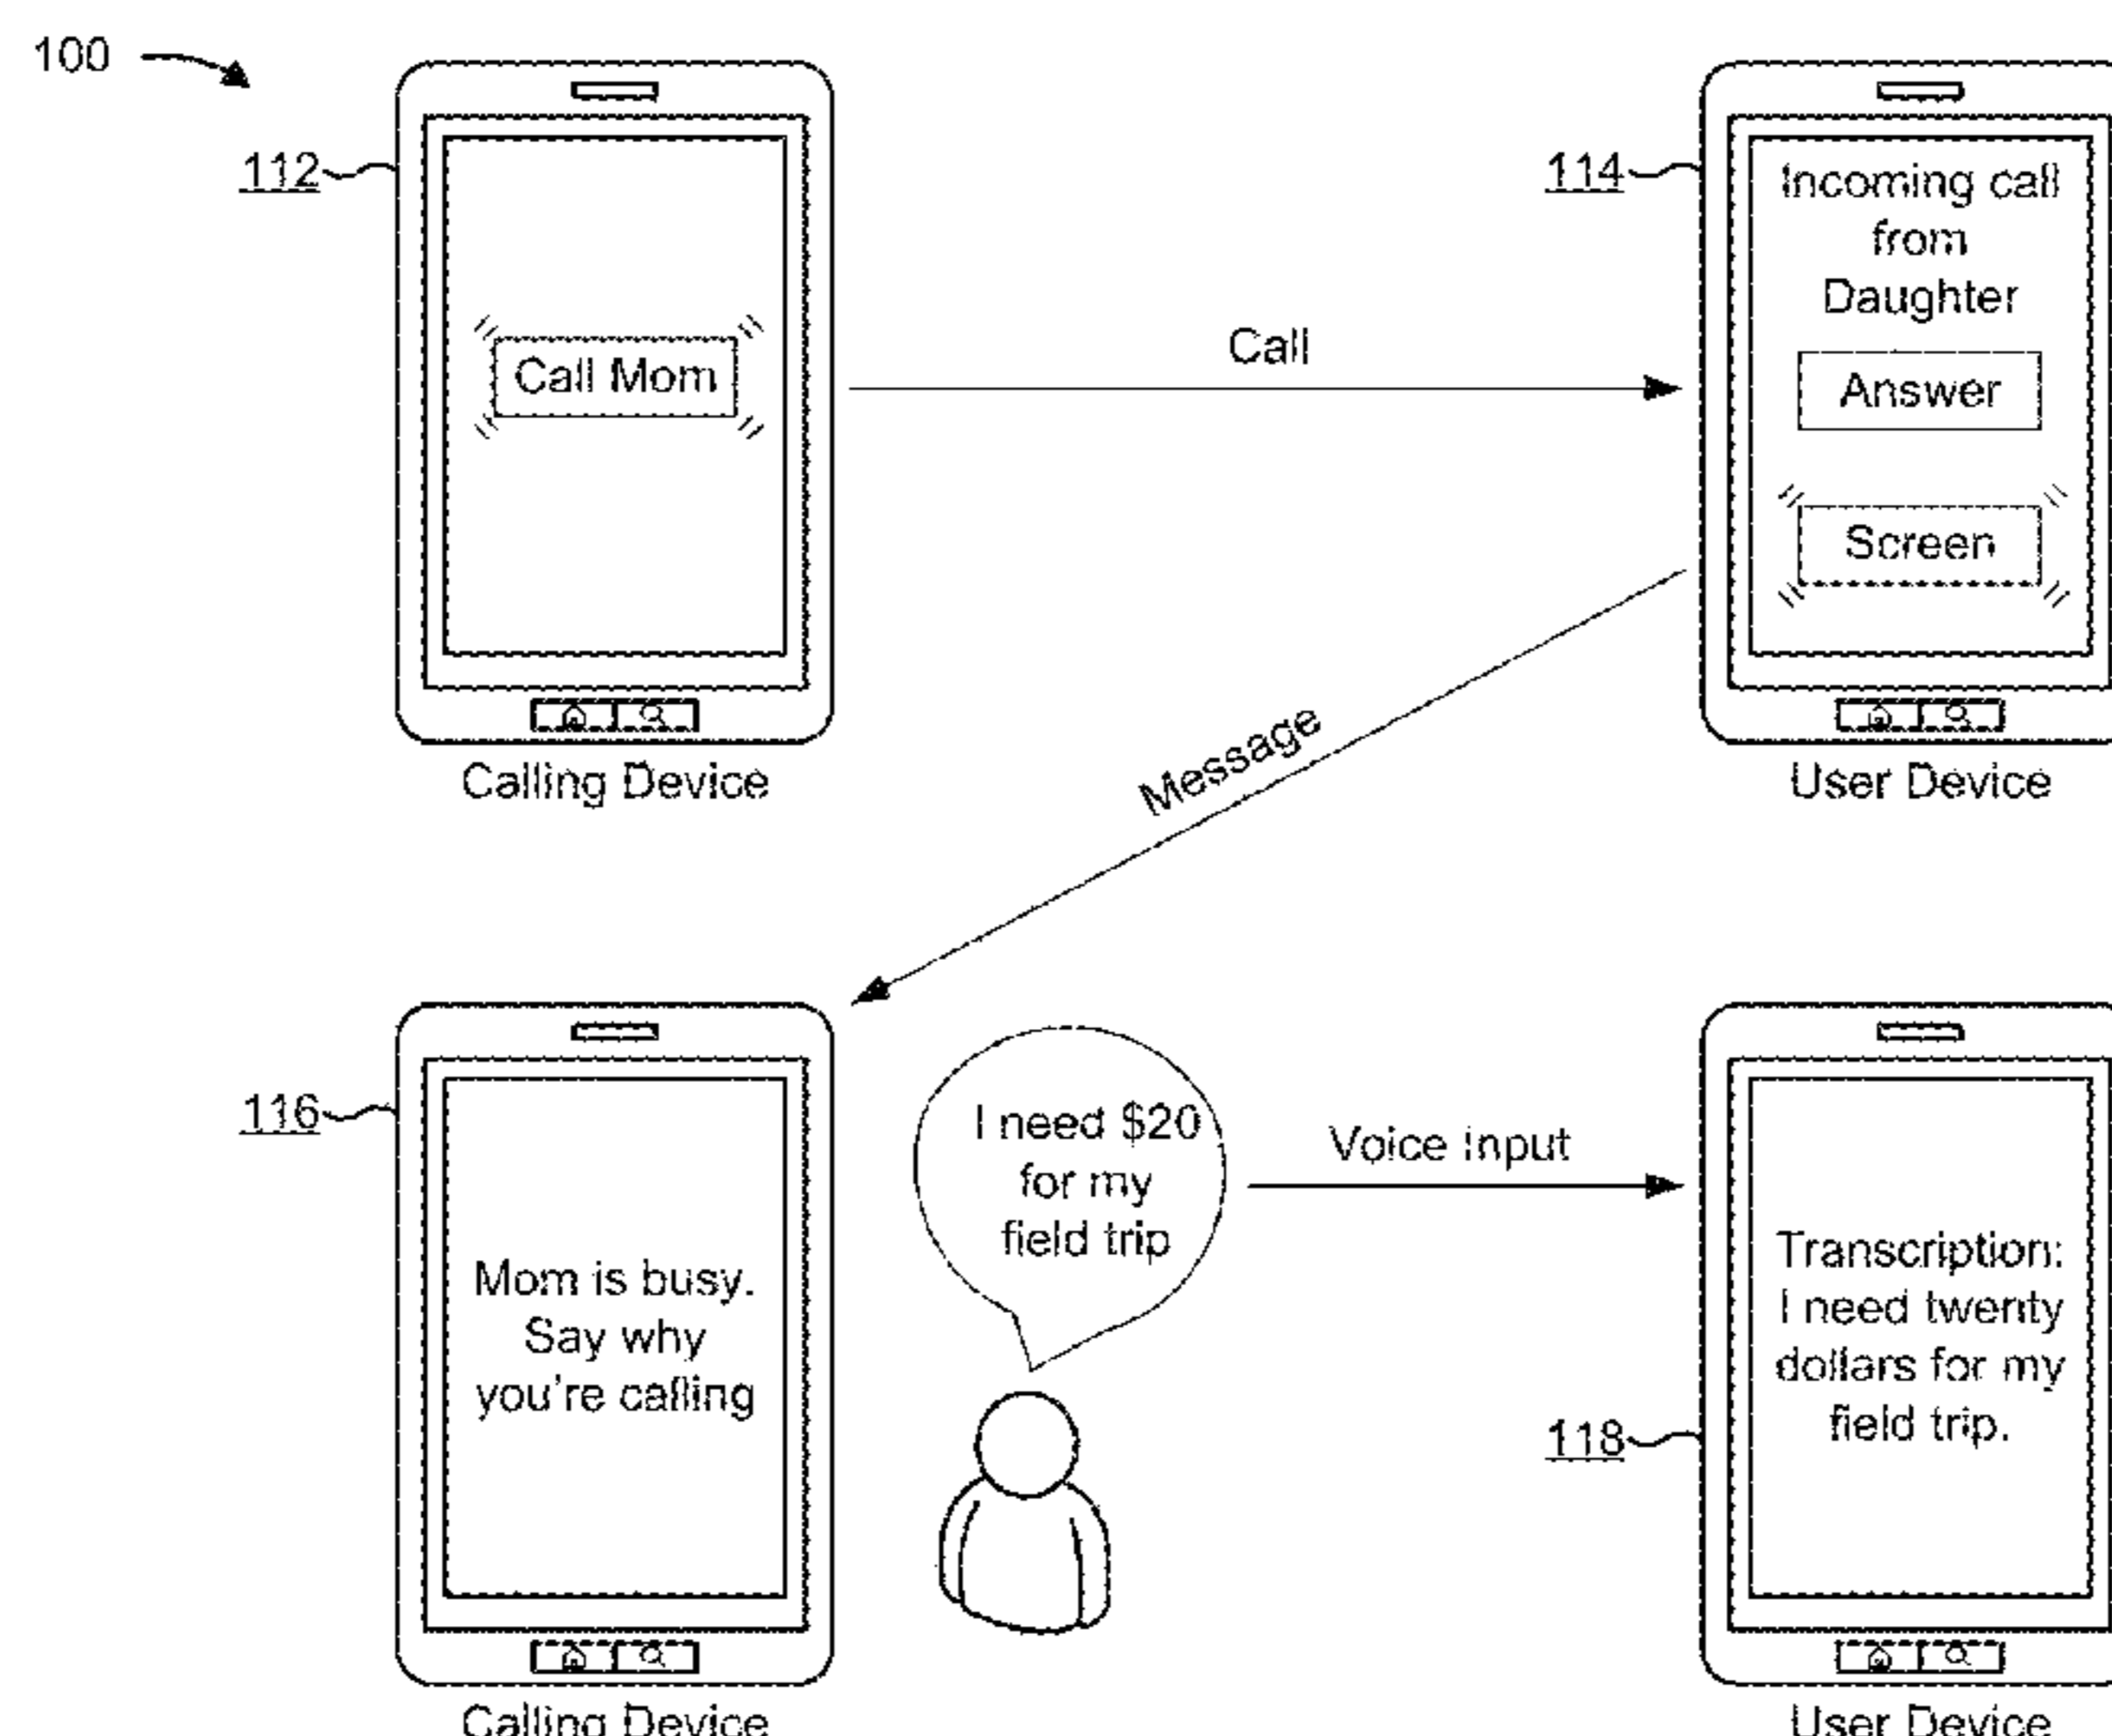 100
112
Call Mom
Calling Device
Call
114
Incoming call
from
Daughter
Answer
Screen
User Device
Message
116
Mom is busy.
Say why
you're calling
Calling Device
I need $20
for my
field trip
Voice Input
118
Transcription:
I need twenty
dollars for my
field trip.
User Device